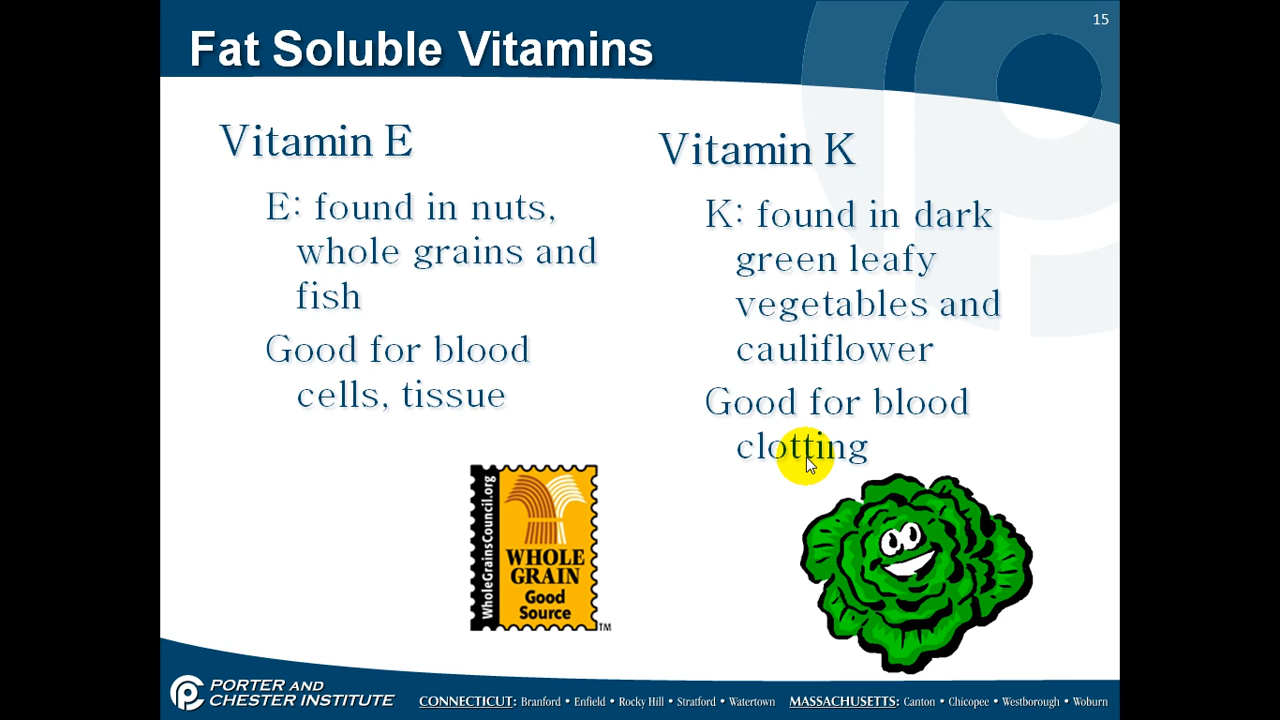 15
Fat Soluble Vitamins
Vitamin E
E: found in nuts,
whole grains and
fish
Good for blood
cells, tissue
Vitamin K
K: found in dark
green leafy
vegetables and
cauliflower
Good for blood
clotting
WholeGrainsCouncil.org
WHOLE
GRAIN
Good
Source
TM
PORTER AND
CHESTER INSTITUTE
CONNECTICUT: Branford • Enfield • Rocky Hill • Stratford • Watertown
MASSACHUSETTS: Canton • Chicopee • Westborough • Woburn